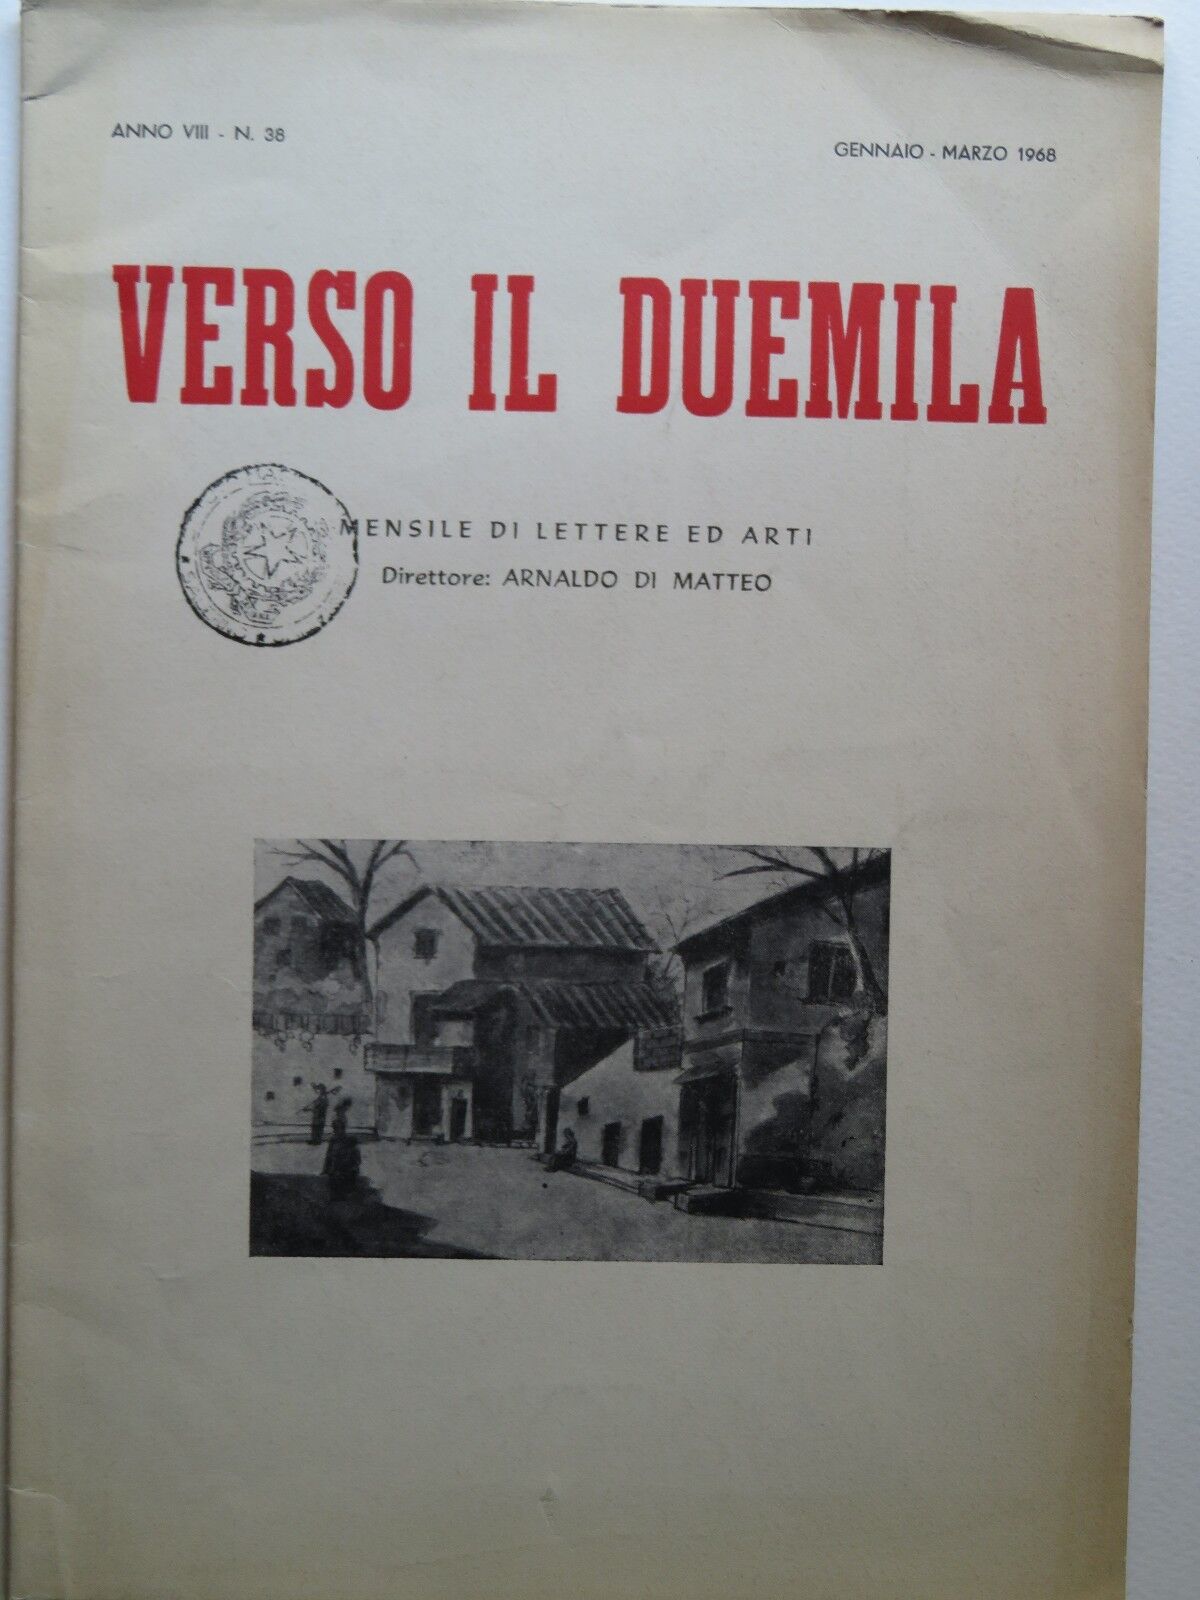 ANNO VIII - N. 38
GENNAIO - MARZO 1968
VERSO IL DUEMILA
MENSILE DI LETTERE ED ARTI
Direttore: ARNALDO DI MATTEO